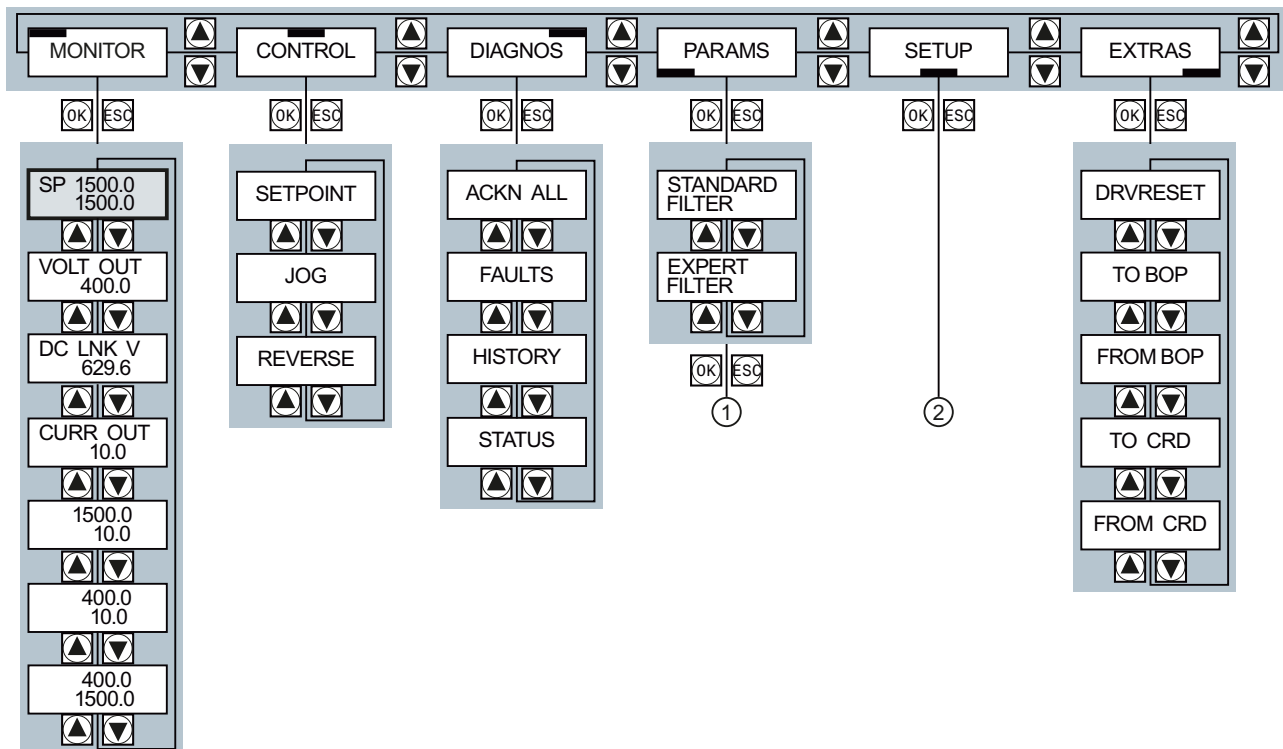 MONITOR
CONTROL
DIAGNOS
PARAMS
SETUP
EXTRAS
OK ESC
OK ESC
OK ESC
OK ESC
OK ESC
OK ESC
SP 1500.0
1500.0
VOLT OUT
400.0
DC LNK V
629.6
CURR OUT
10.0
1500.0
10.0
400.0
10.0
400.0
1500.0
SETPOINT
JOG
REVERSE
ACKN ALL
FAULTS
HISTORY
STATUS
STANDARD
FILTER
EXPERT
FILTER
OK ESC
1
2
DRVRESET
TO BOP
FROM BOP
TO CRD
FROM CRD